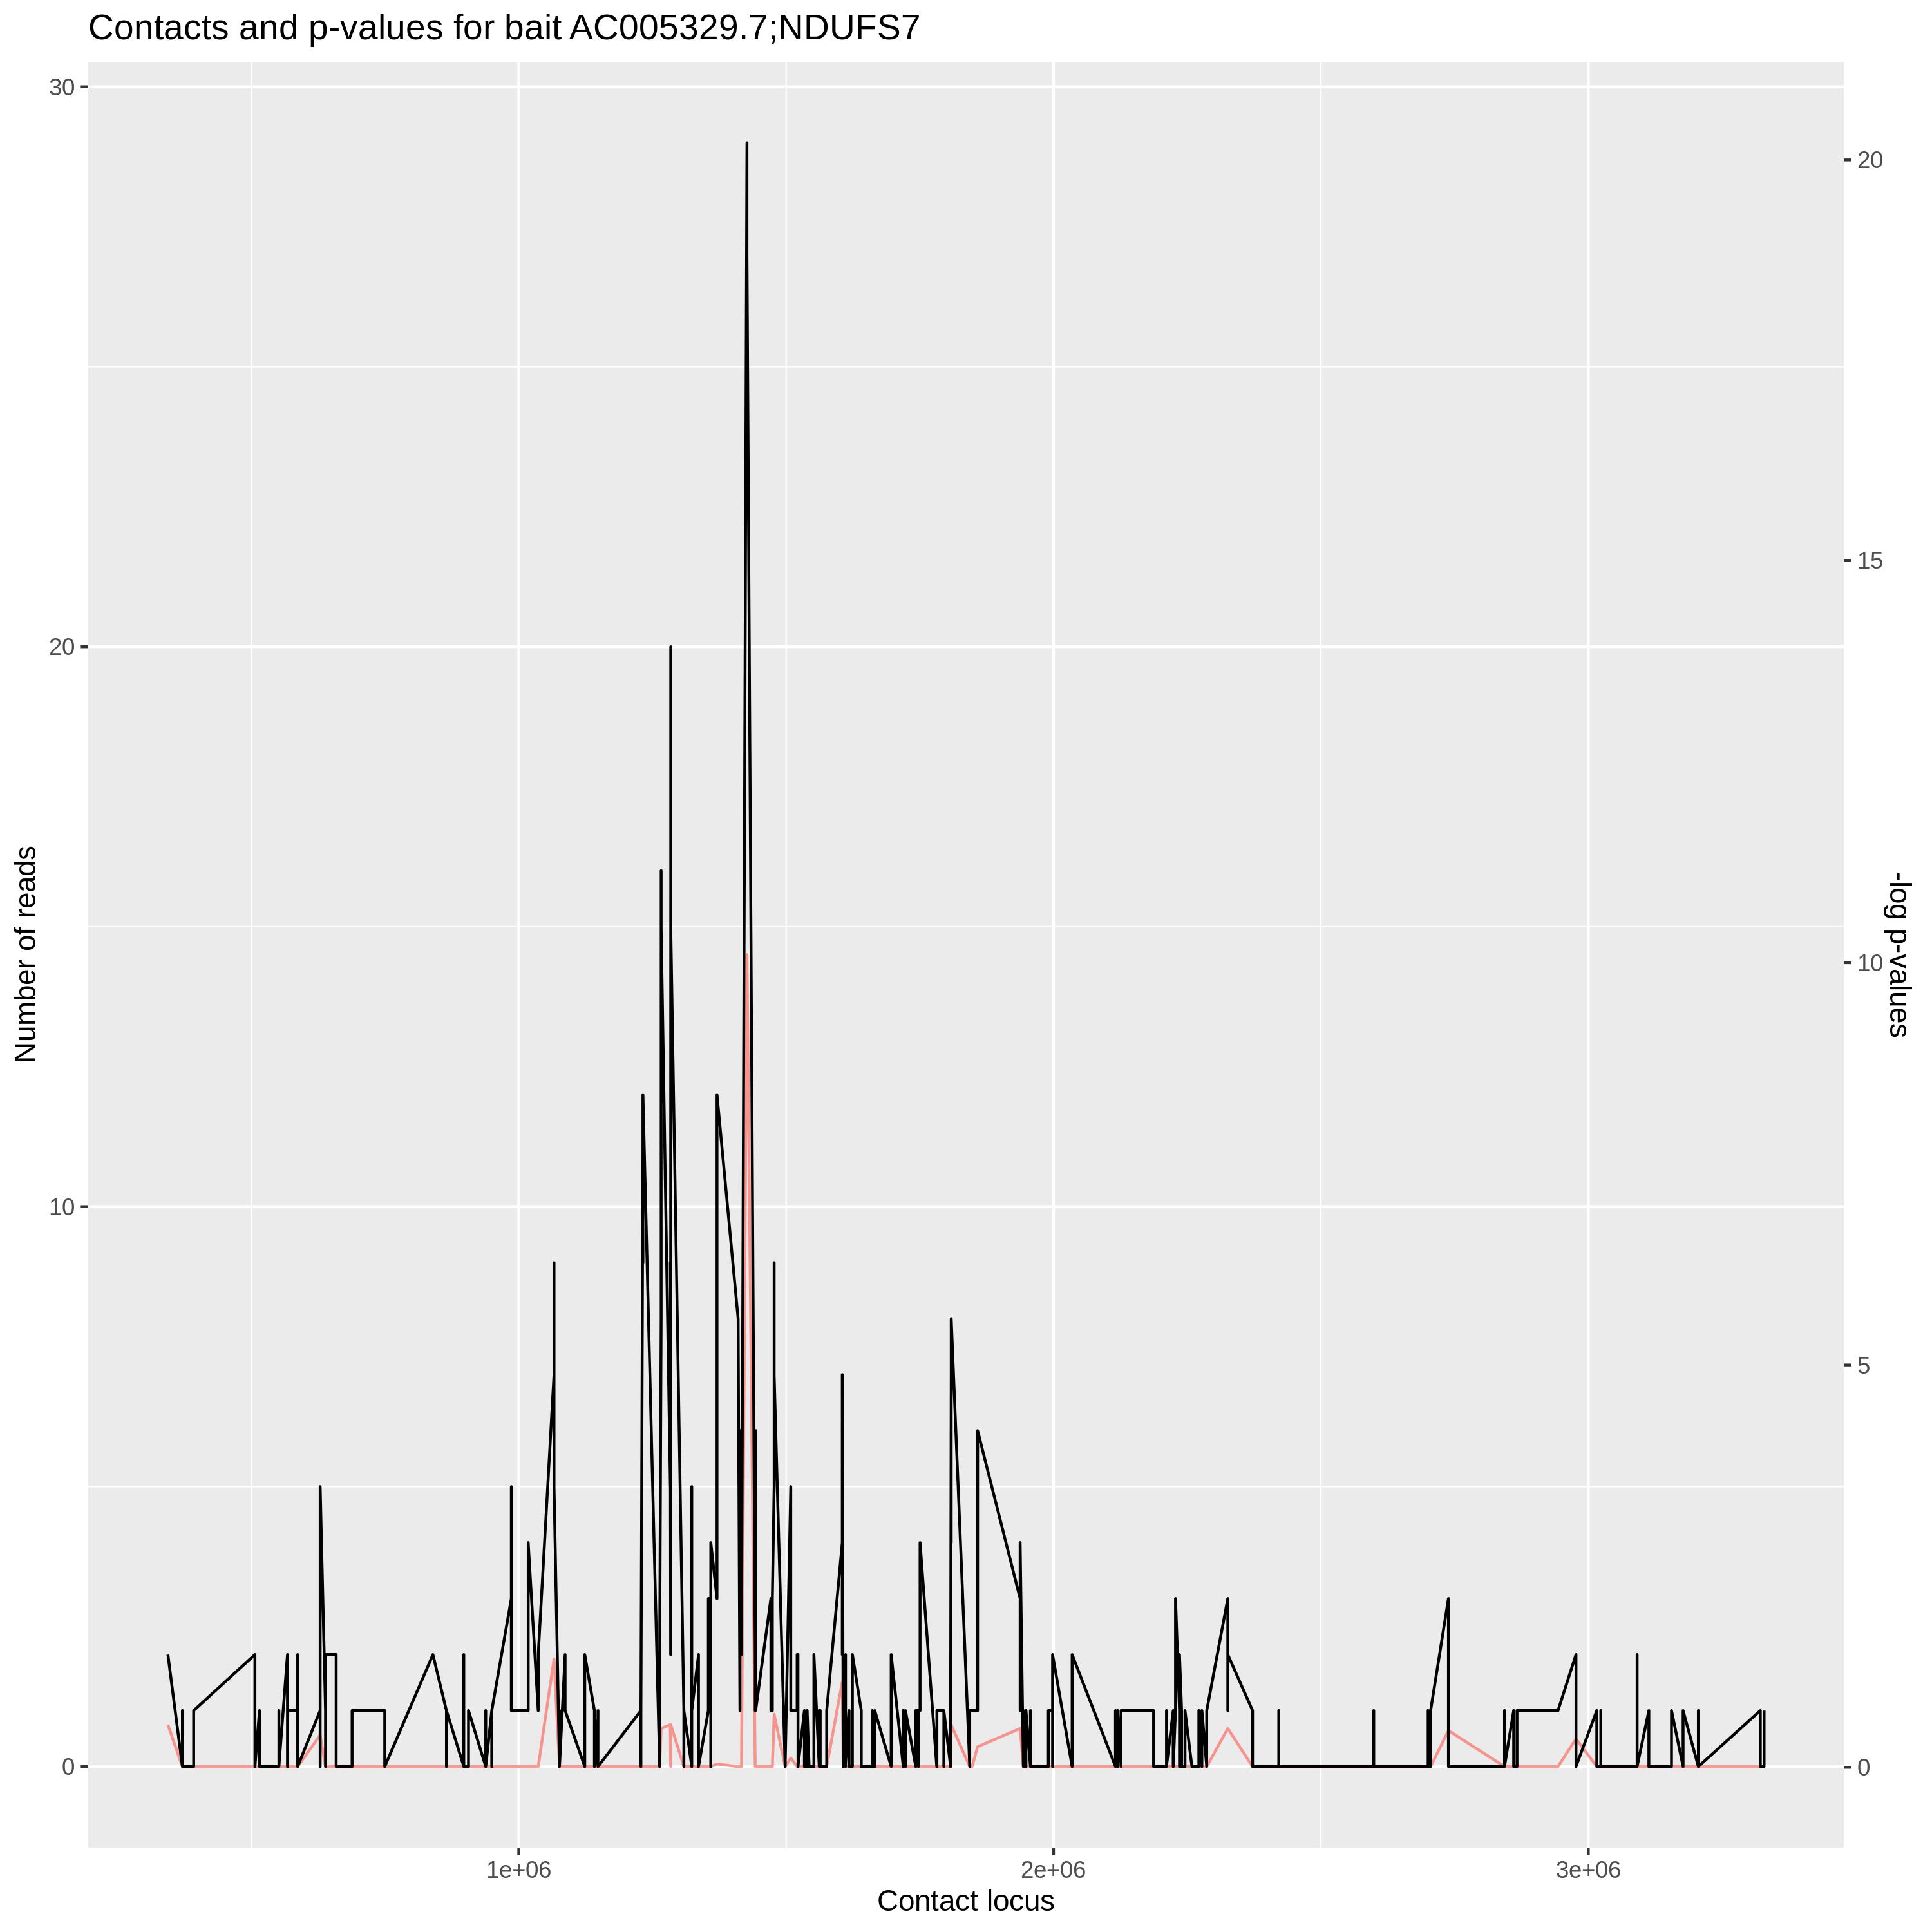 Contacts and p-values for bait AC005329.7;NDUFS7
30
20
10
0
Number of reads
20
15
10
5
0
-log p-values
1e+06
2e+06
3e+06
Contact locus